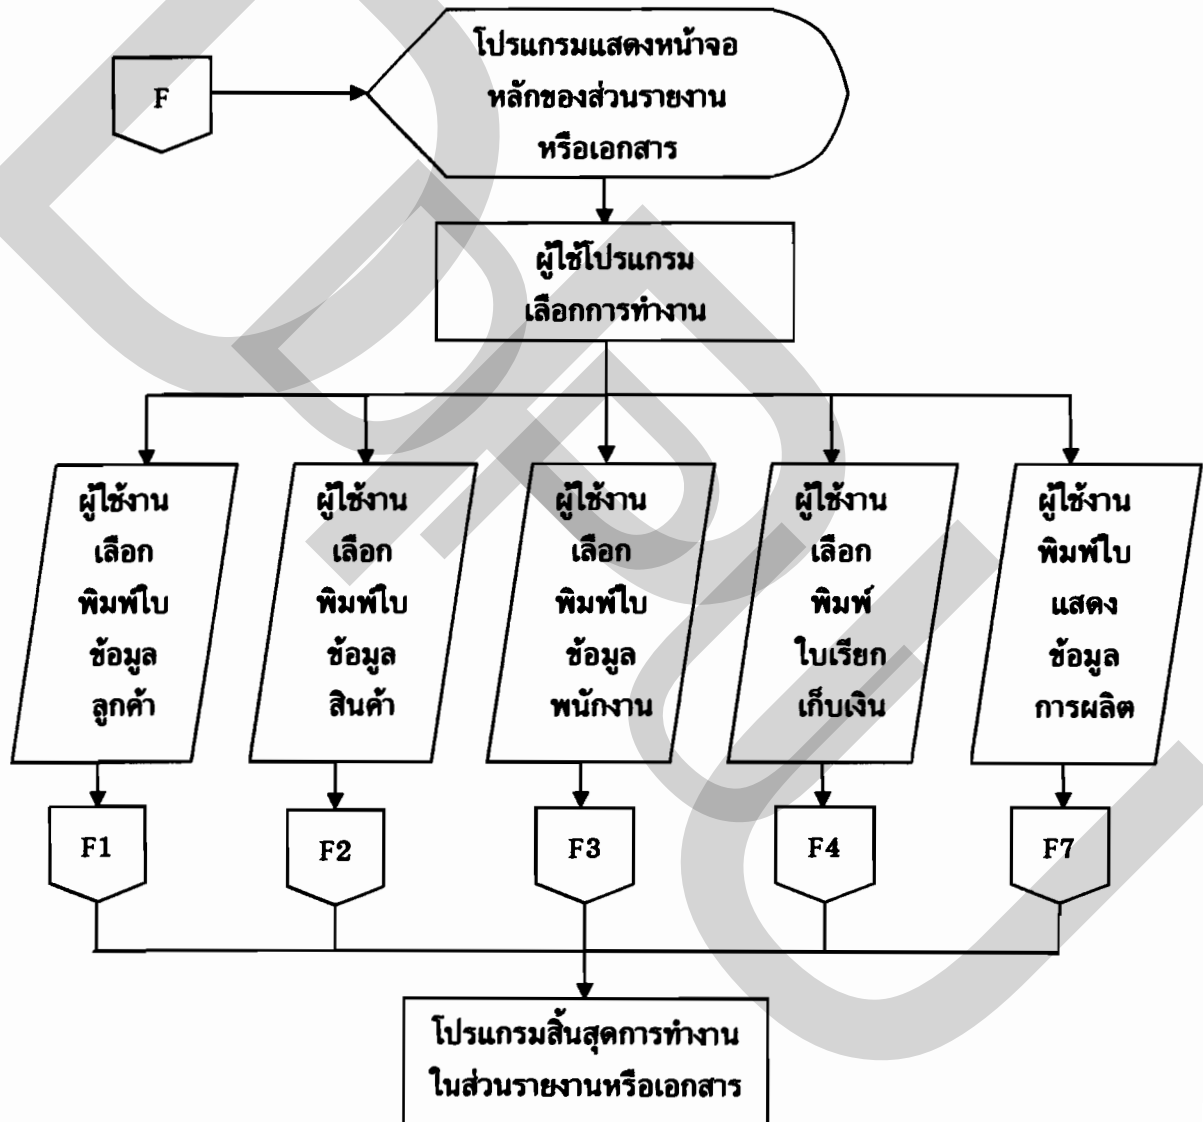 F
โปรแกรมแสดงหน้าจอ
หลักของส่วนรายงาน
หรือเอกสาร
ผู้ใช้โปรแกรม
เลือกการทำงาน
ผู้ใช้งาน
เลือก
พิมพ์ใบ
ข้อมูล
ลูกค้า
ผู้ใช้งาน
เลือก
พิมพ์ใบ
ข้อมูล
สินค้า
ผู้ใช้งาน
เลือก
พิมพ์ใบ
ข้อมูล
พนักงาน
ผู้ใช้งาน
เลือก
พิมพ์
ใบเรียก
เก็บเงิน
ผู้ใช้งาน
พิมพ์ใบ
แสดง
ข้อมูล
การผลิต
F1
F2
F3
F4
F7
โปรแกรมสิ้นสุดการทำงาน
ในส่วนรายงานหรือเอกสาร
DPU